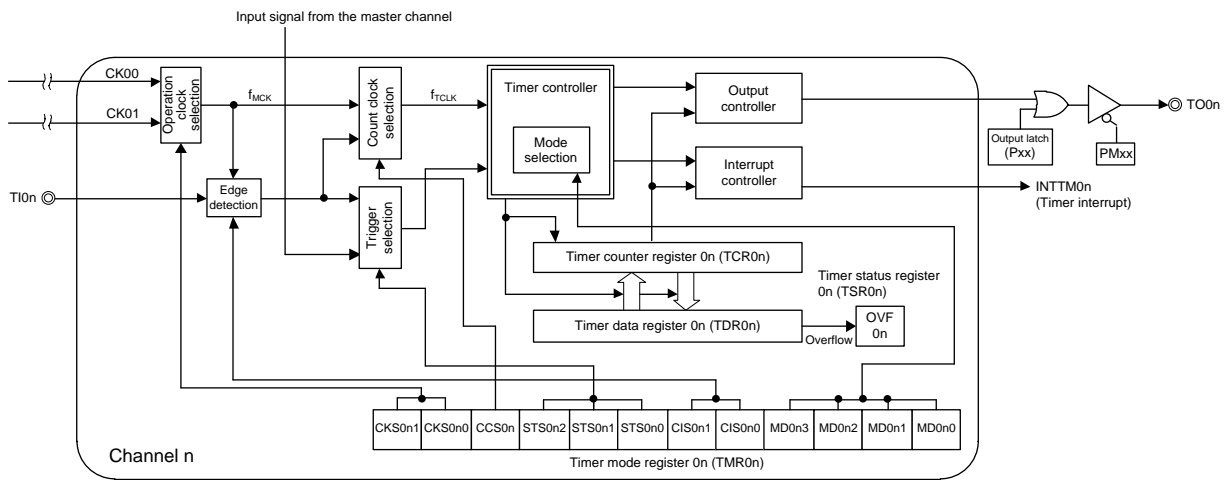 Input signal from the master channel
CK00
CK01
Operation
clock
selection
fMCK
Count clock
selection
fTCLK
Timer controller
Mode
selection
Output
controller
Output latch
(Pxx)
PMxx
TO0n
TI0n
Edge
detection
Trigger
selection
Interrupt
controller
INTTM0n
(Timer interrupt)
Timer counter register 0n (TCR0n)
Timer status register
0n (TSR0n)
Timer data register 0n (TDR0n)
Overflow
OVF
0n
CKS0n1 CKS0n0 CCS0n STS0n2 STS0n1 STS0n0 CIS0n1 CIS0n0 MD0n3 MD0n2 MD0n1 MD0n0
Channel n
Timer mode register 0n (TMR0n)